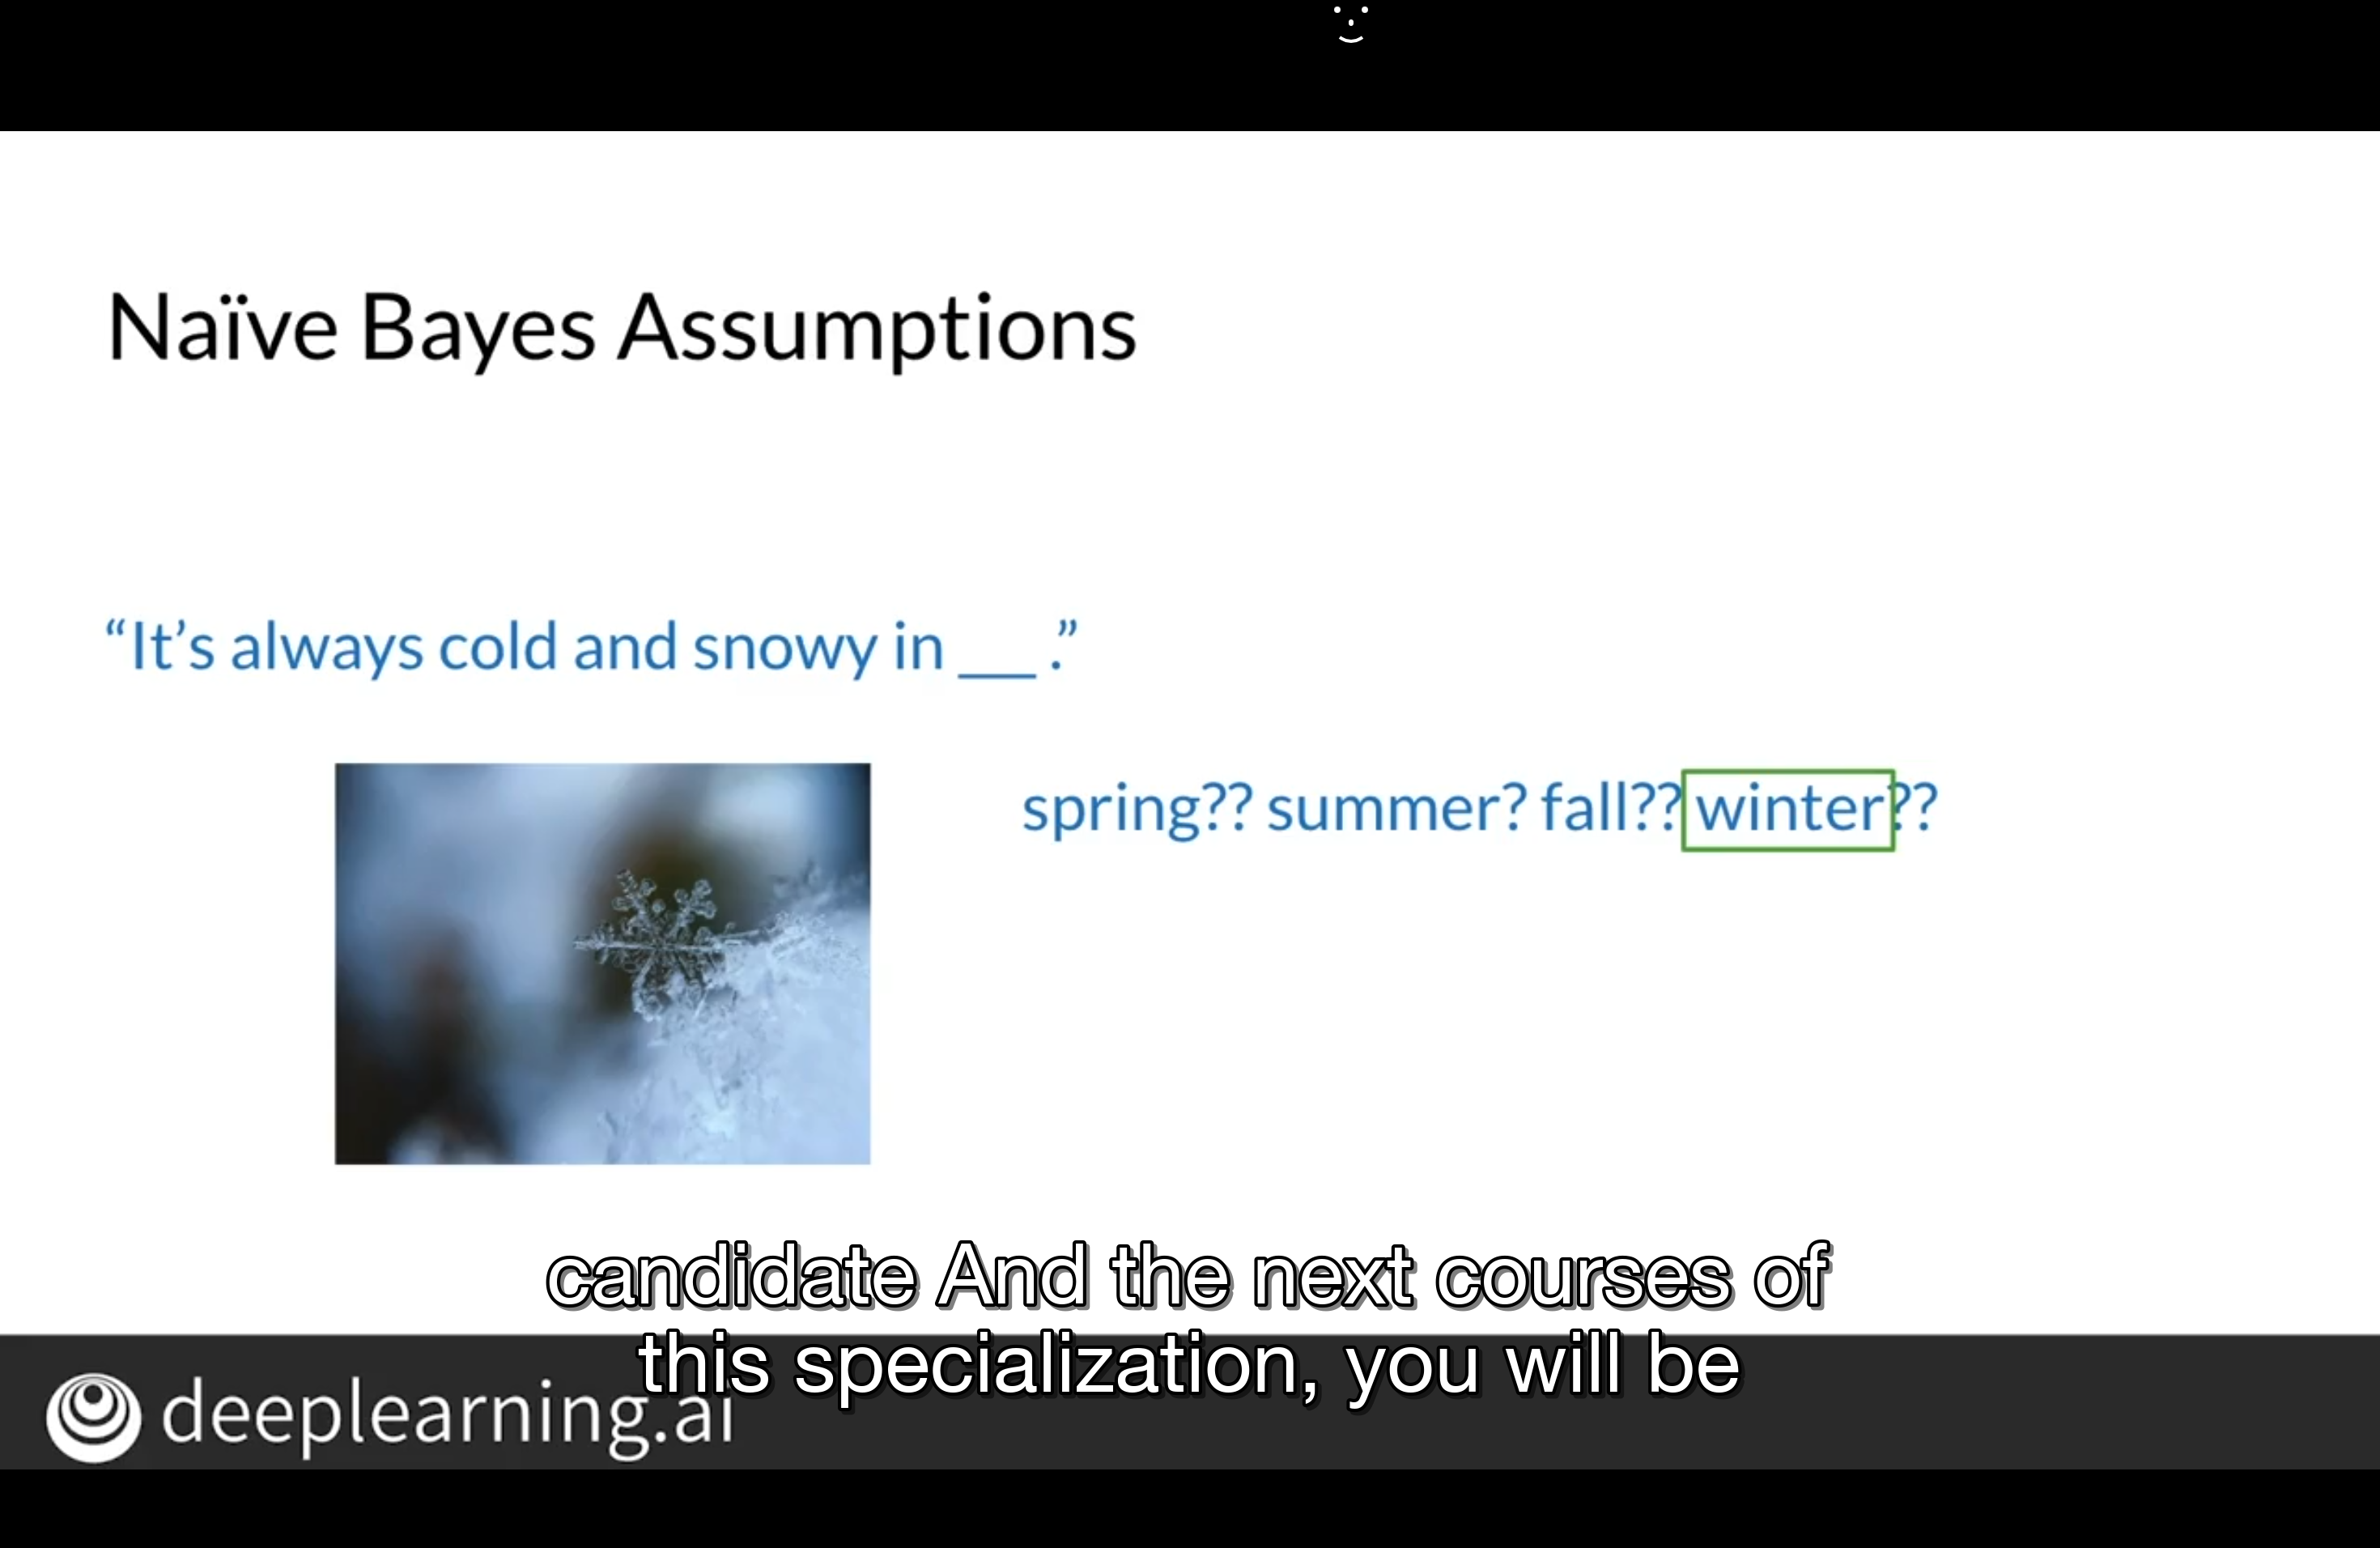 Naïve Bayes Assumptions
“It’s always cold and snowy in ___ .”
spring?? summer? fall?? winter??
candidate And the next courses of
this specialization, you will be
deeplearning.ai